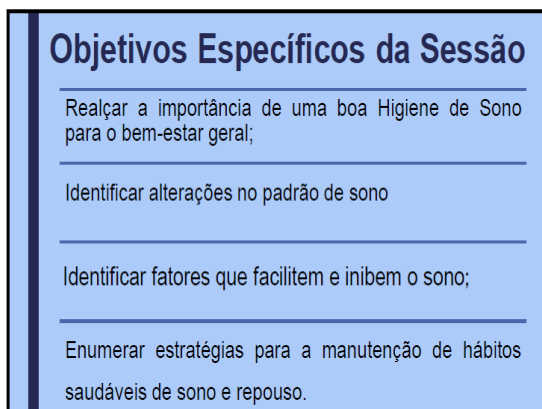 Objetivos Específicos da Sessão
Realçar a importância de uma boa Higiene de Sono
para o bem-estar geral;
Identificar alterações no padrão de sono
Identificar fatores que facilitem e inibem o sono;
Enumerar estratégias para a manutenção de hábitos
saudáveis de sono e repouso.